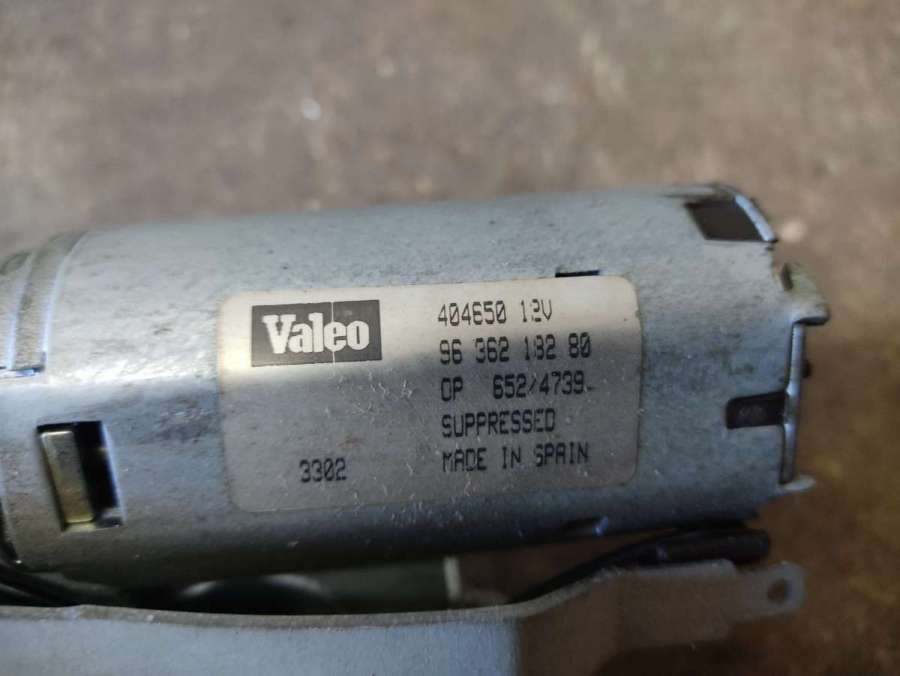 Valeo
404650 12V
96 362 182 80
OP 652/4739
SUPPRESSED
3302
MADE IN SPAIN